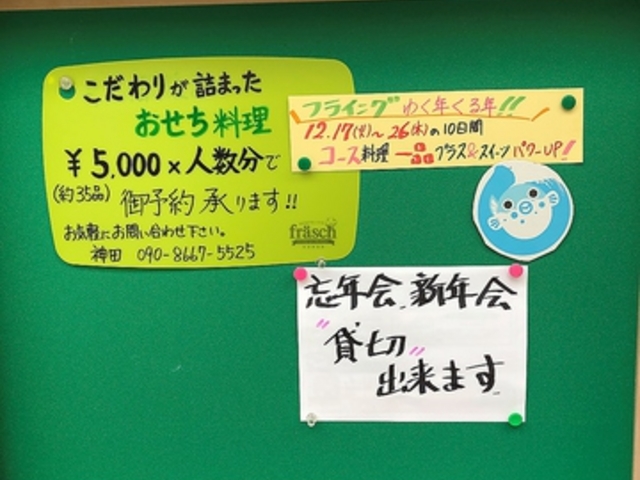 こだわりが詰まった
おせち料理
¥5,000×人数分で
(約35品) 御予約承ります!!
お気軽にお問い合わせ下さい。
神田 090-8667-5525
fräsch
フライングわく年くる年!!
12.17(火)~26(木)の10日間
コース料理 一品プラス&スイーツパワーUP!
忘年会、新年会
"貸切"
出来ます